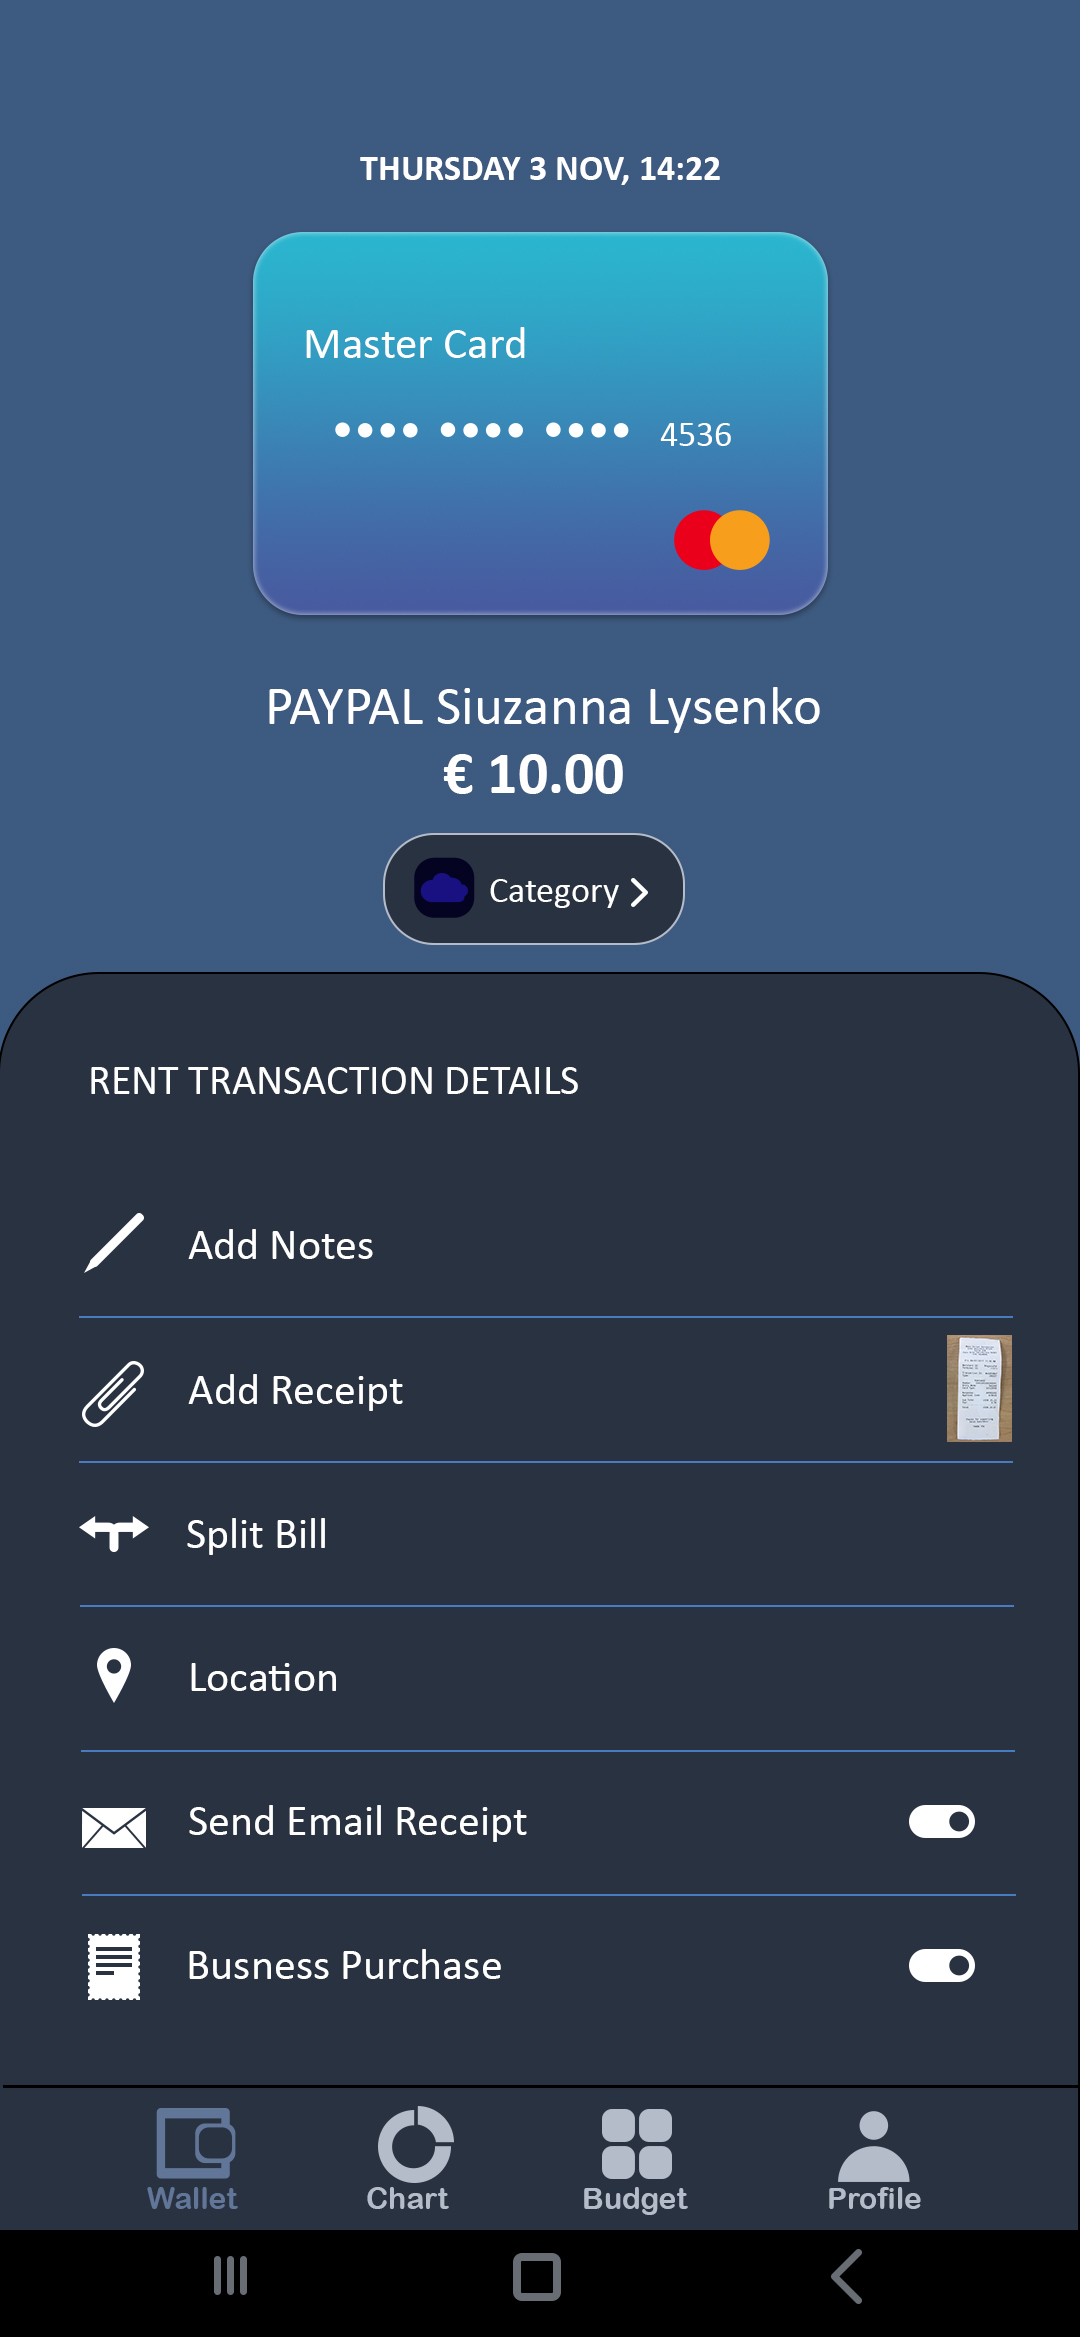 THURSDAY 3 NOV, 14:22
Master Card
•••• •••• •••• 4536
PAYPAL Siuzanna Lysenko
€ 10.00
Category
RENT TRANSACTION DETAILS
Add Notes
Add Receipt
Split Bill
Location
Send Email Receipt
Busness Purchase
Wallet Chart Budget Profile